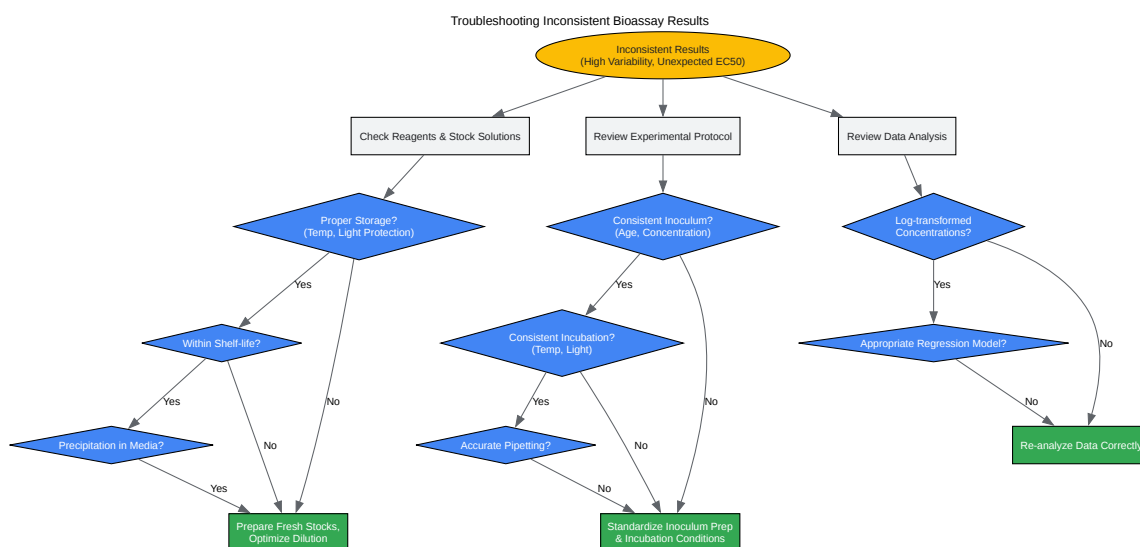 Troubleshooting Inconsistent Bioassay Results
Inconsistent Results
(High Variability, Unexpected EC50)
Check Reagents & Stock Solutions
Review Experimental Protocol
Review Data Analysis
Proper Storage?
(Temp, Light Protection)
Consistent Inoculum?
(Age, Concentration)
Log-transformed
Concentrations?
Yes
Yes
Yes
Within Shelf-life?
Consistent Incubation?
(Temp, Light)
Appropriate Regression Model?
No
Yes
No
Yes
No
No
Precipitation in Media?
No
Accurate Pipetting?
No
Re-analyze Data Correctly
Yes
No
Prepare Fresh Stocks,
Optimize Dilution
Standardize Inoculum Prep
& Incubation Conditions